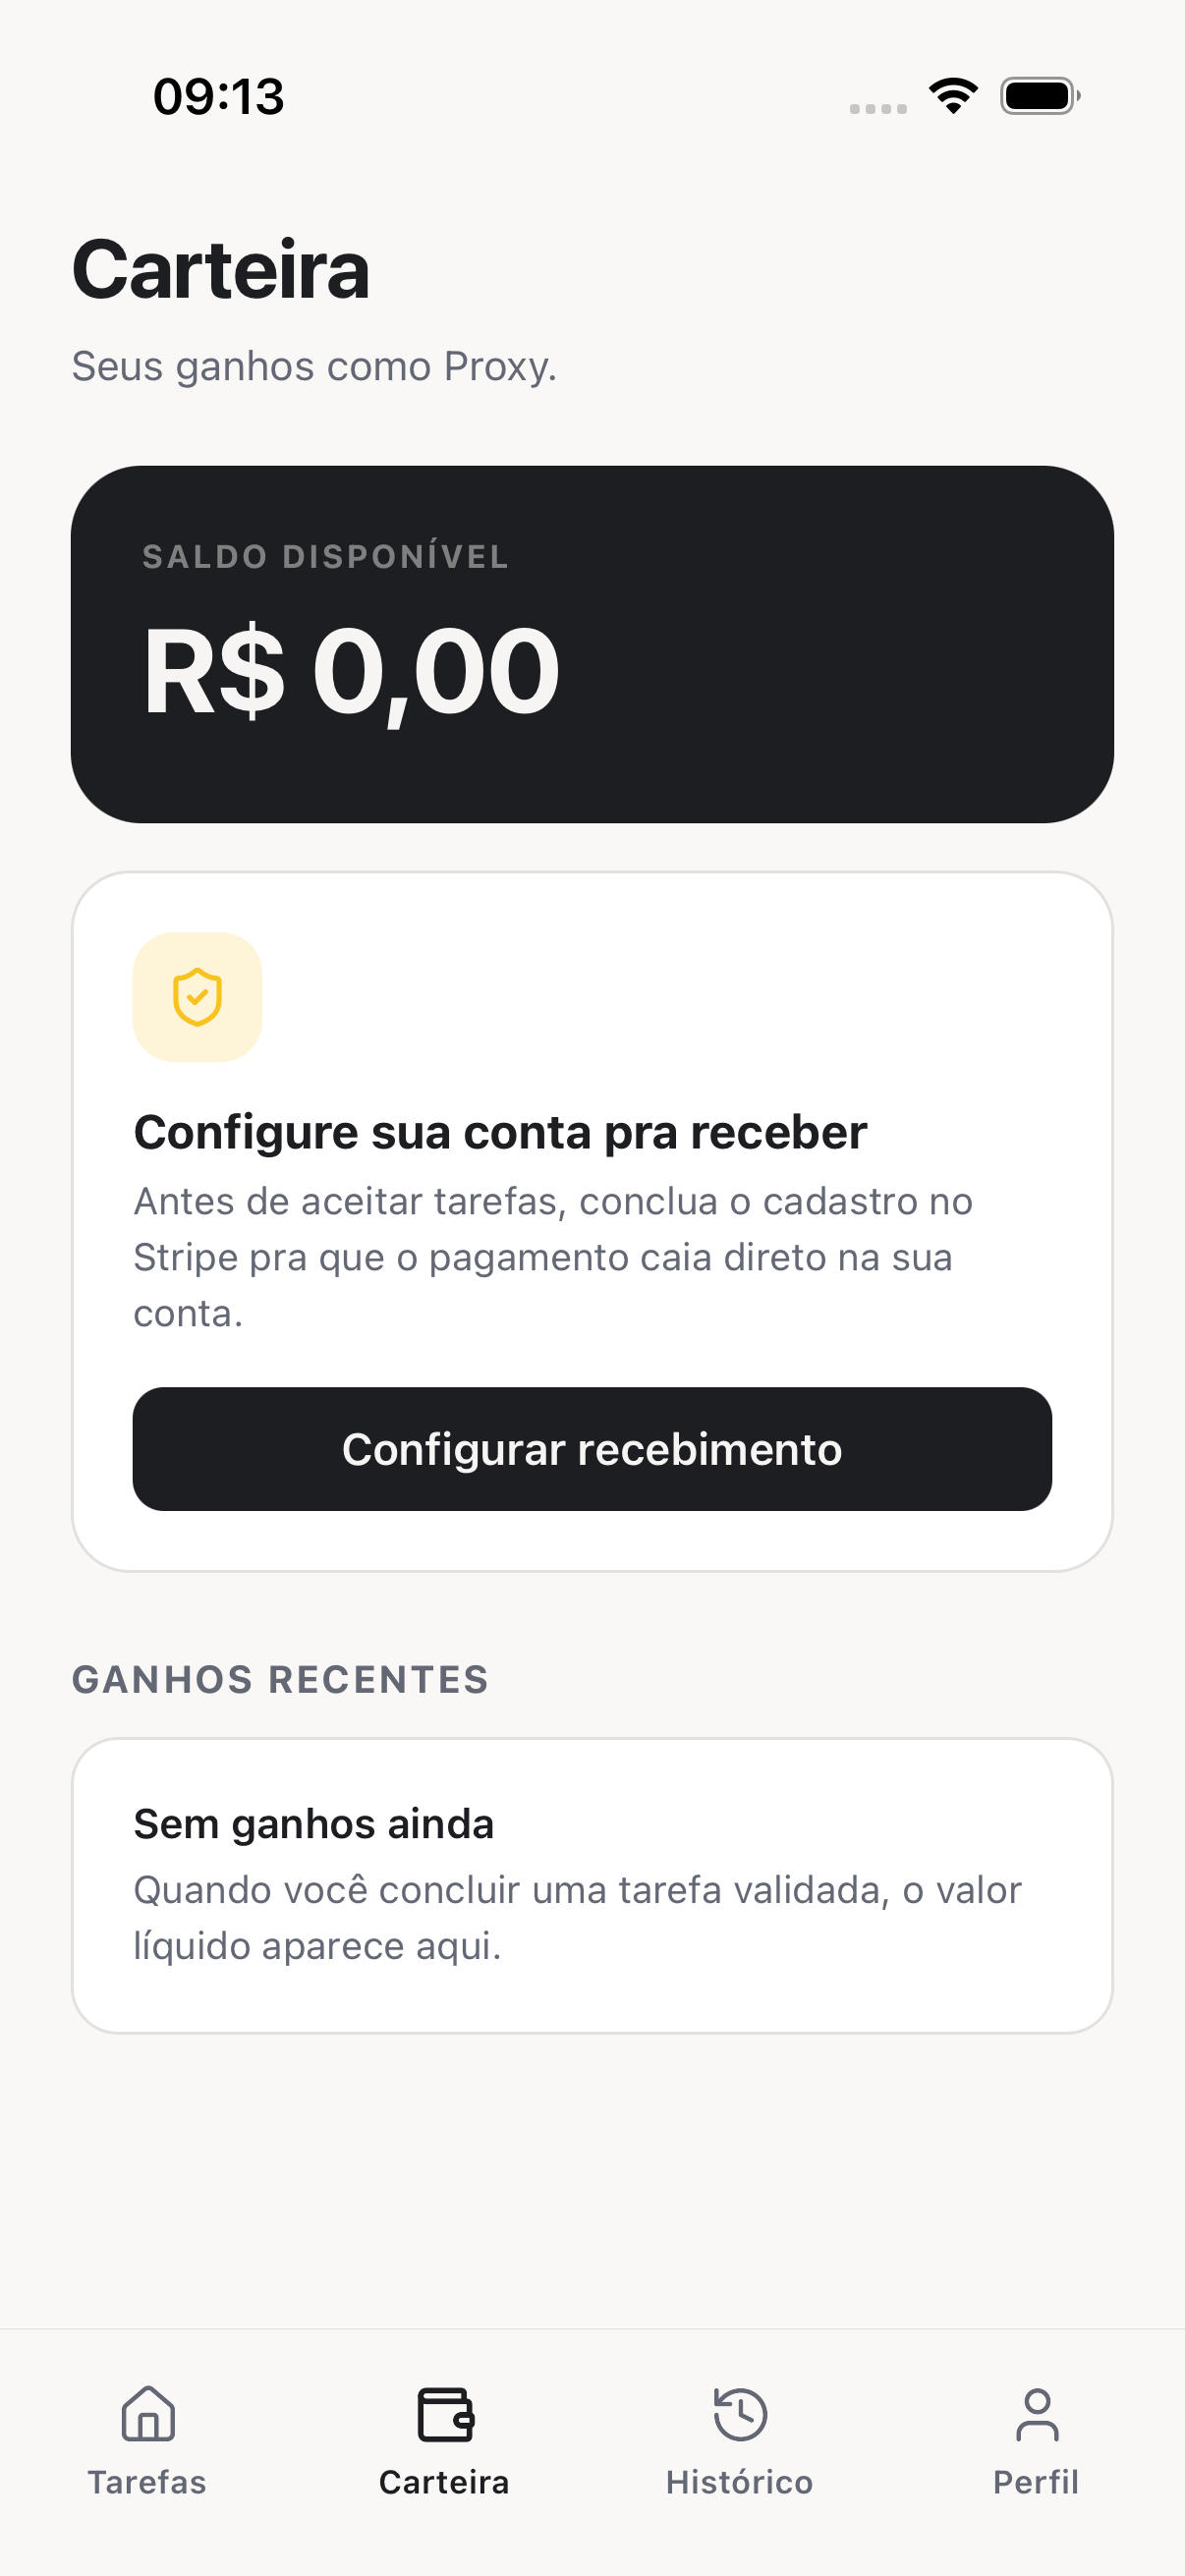 09:13
Carteira
Seus ganhos como Proxy.
SALDO DISPONÍVEL
R$ 0,00
Configure sua conta pra receber
Antes de aceitar tarefas, conclua o cadastro no
Stripe pra que o pagamento caia direto na sua
conta.
Configurar recebimento
GANHOS RECENTES
Sem ganhos ainda
Quando você concluir uma tarefa validada, o valor
líquido aparece aqui.
Tarefas
Carteira
Histórico
Perfil